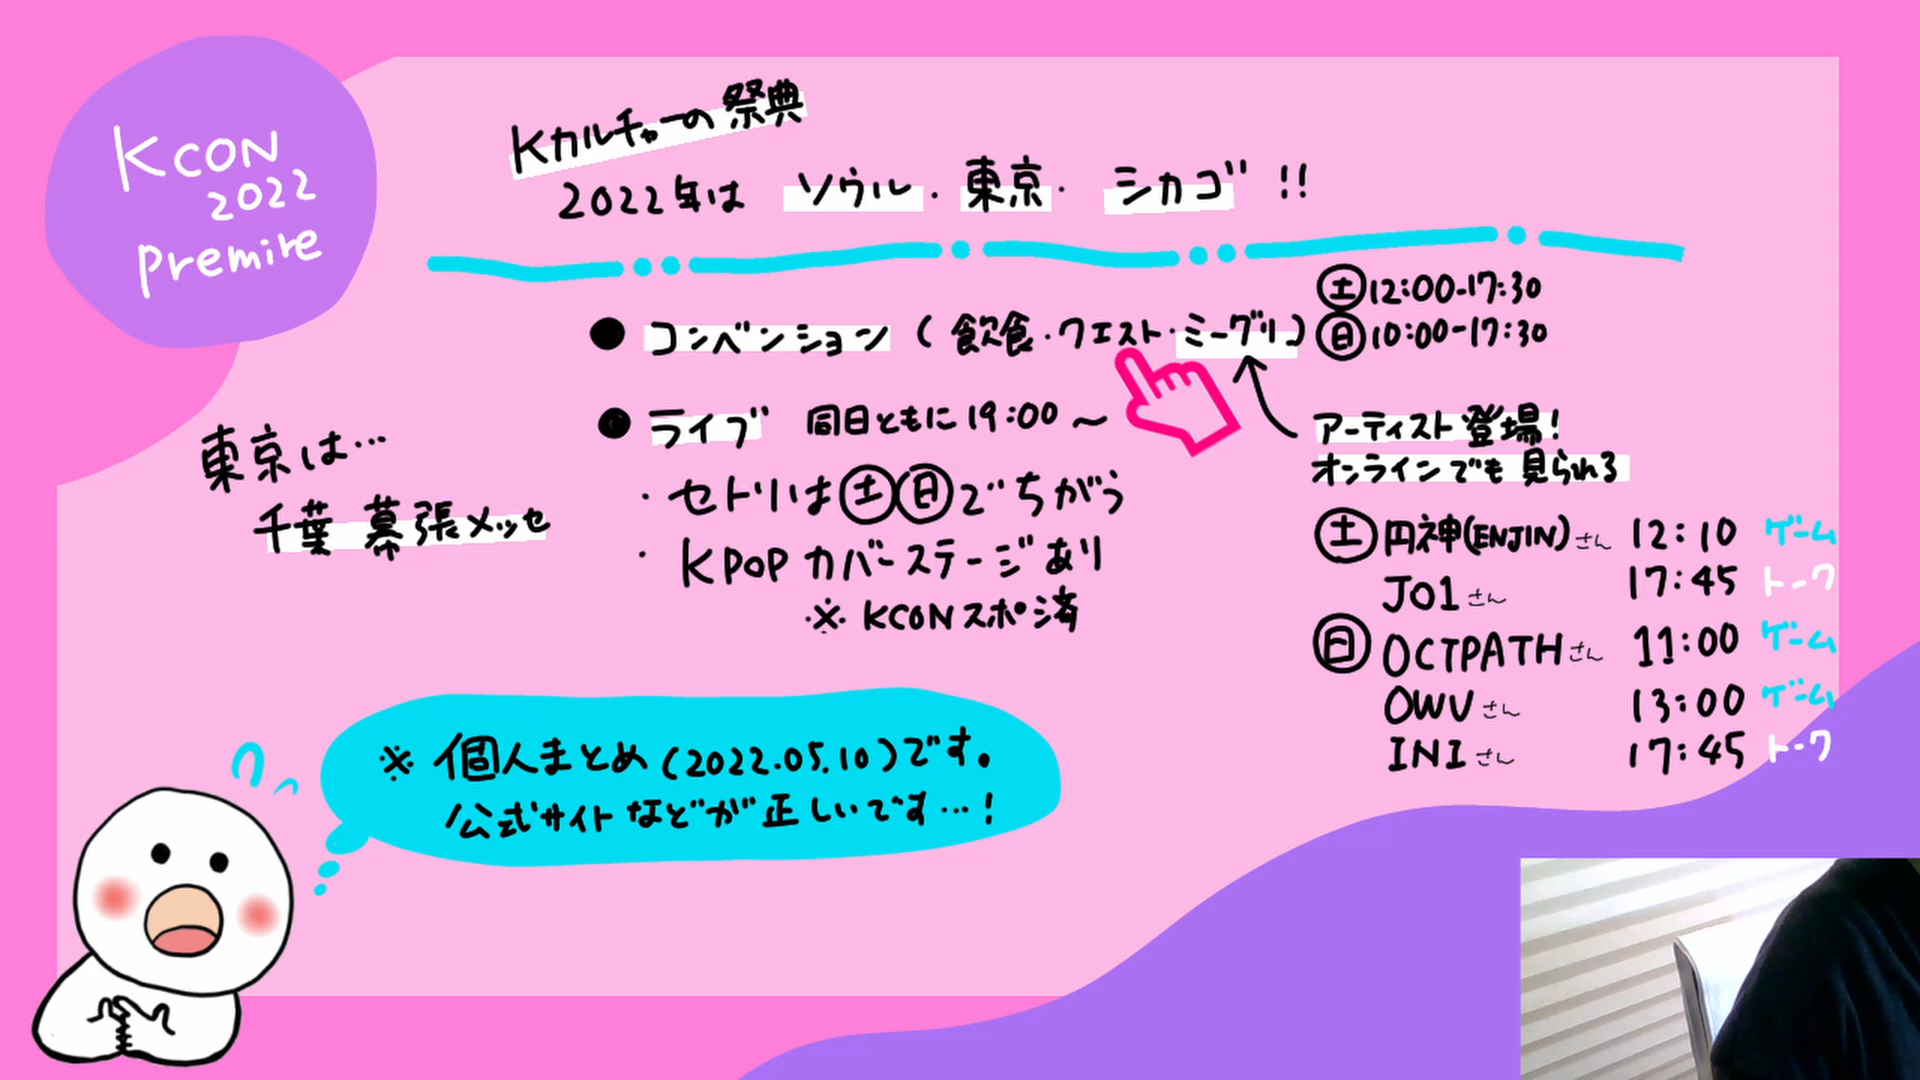 KCON
2022
Premire
Kカルチャーの祭典
2022年は ソウル・東京・シカゴ!!
● コンベンション(飲食・クエスト・ミーグリ)
土12:00-17:30
日10:00-17:30
● ライブ 同日ともに19:00〜
・セトリは土日でちがう
・KPOPカバーステージあり
※KCONスポ済
東京は…
千葉 幕張メッセ
アーティスト登場!
オンラインでも見られる
土 円神(ENJIN)さん 12:10 ゲーム
JO1さん 17:45 トーク
日 OCTPATHさん 11:00 ゲーム
OWVさん 13:00 ゲーム
INIさん 17:45 トーク
※個人まとめ(2022.05.10)です。
公式サイトなどが正しいです…!